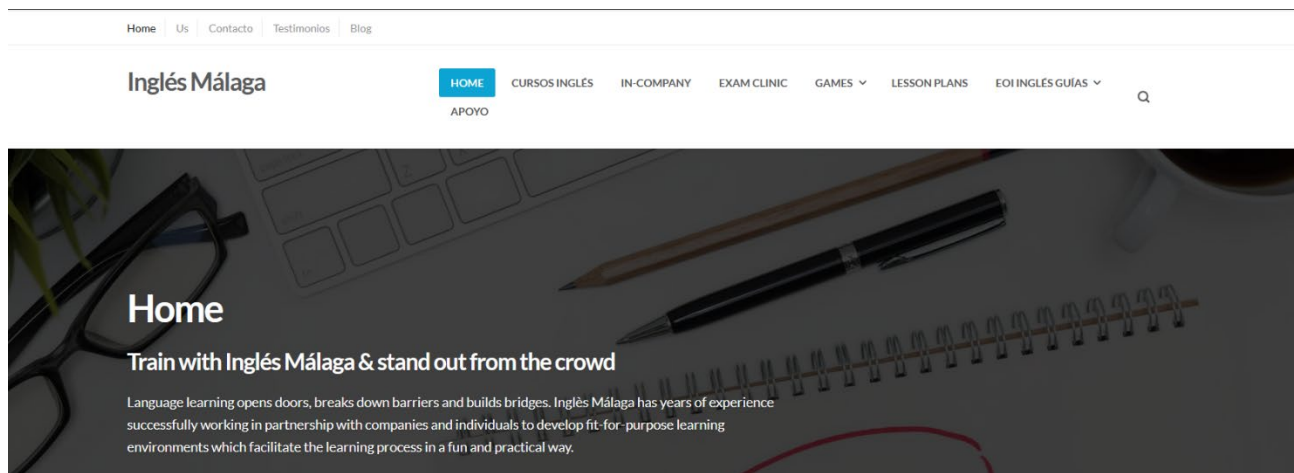 Home Us Contacto Testimonios Blog
Inglés Málaga
HOME CURSOS INGLÉS IN-COMPANY EXAM CLINIC GAMES LESSON PLANS EOI INGLÉS GUÍAS
APOYO
Home
Train with Inglés Málaga & stand out from the crowd
Language learning opens doors, breaks down barriers and builds bridges. Inglès Málaga has years of experience
successfully working in partnership with companies and individuals to develop fit-for-purpose learning
environments which facilitate the learning process in a fun and practical way.